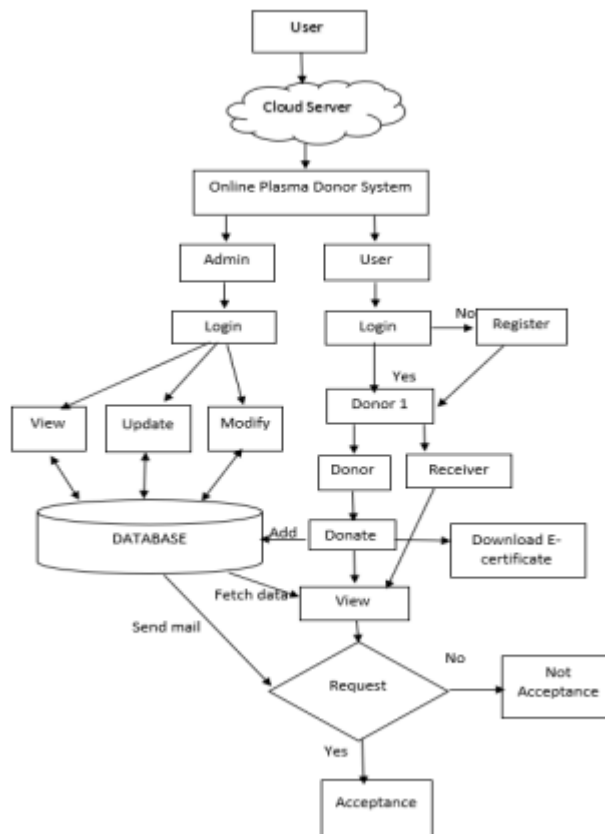 User
Cloud Server
Online Plasma Donor System
Admin
User
Login
Login
No
Register
Yes
View
Update
Modify
Donor 1
Donor
Receiver
DATABASE
Add
Donate
Download E-
certificate
Fetch data
View
Send mail
Request
No
Not
Acceptance
Yes
Acceptance